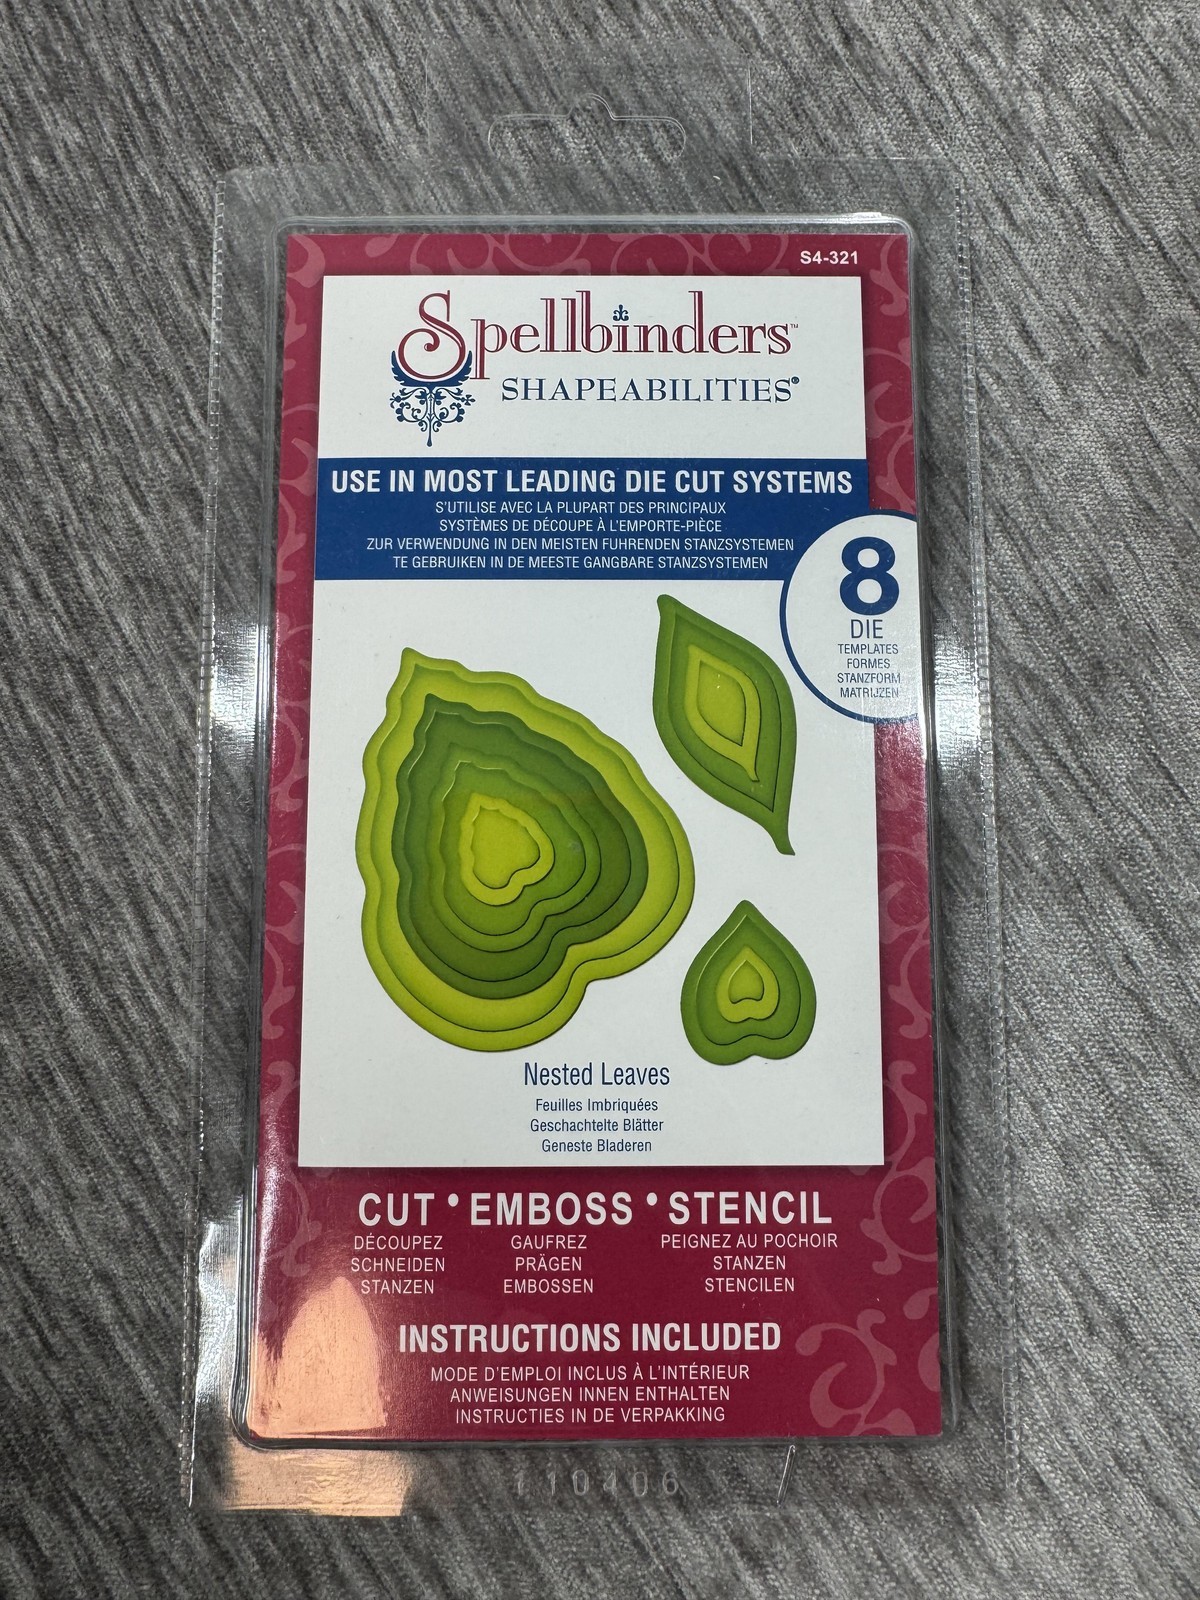 S4-321
Spellbinders™
SHAPEABILITIES®
USE IN MOST LEADING DIE CUT SYSTEMS
S'UTILISE AVEC LA PLUPART DES PRINCIPAUX
SYSTÈMES DE DÉCOUPE À L'EMPORTE-PIÈCE
ZUR VERWENDUNG IN DEN MEISTEN FUHRENDEN STANZSYSTEMEN
TE GEBRUIKEN IN DE MEESTE GANGBARE STANZSYSTEMEN
8
DIE
TEMPLATES
FORMES
STANZFORM
MATRIJZEN
Nested Leaves
Feuilles Imbriquées
Geschachtelte Blätter
Geneste Bladeren
CUT • EMBOSS • STENCIL
DÉCOUPEZ GAUFREZ PEIGNEZ AU POCHOIR
SCHNEIDEN PRÄGEN STANZEN
STANZEN EMBOSSEN STENCILEN
INSTRUCTIONS INCLUDED
MODE D'EMPLOI INCLUS À L'INTÉRIEUR
ANWEISUNGEN INNEN ENTHALTEN
INSTRUCTIES IN DE VERPAKKING
110406